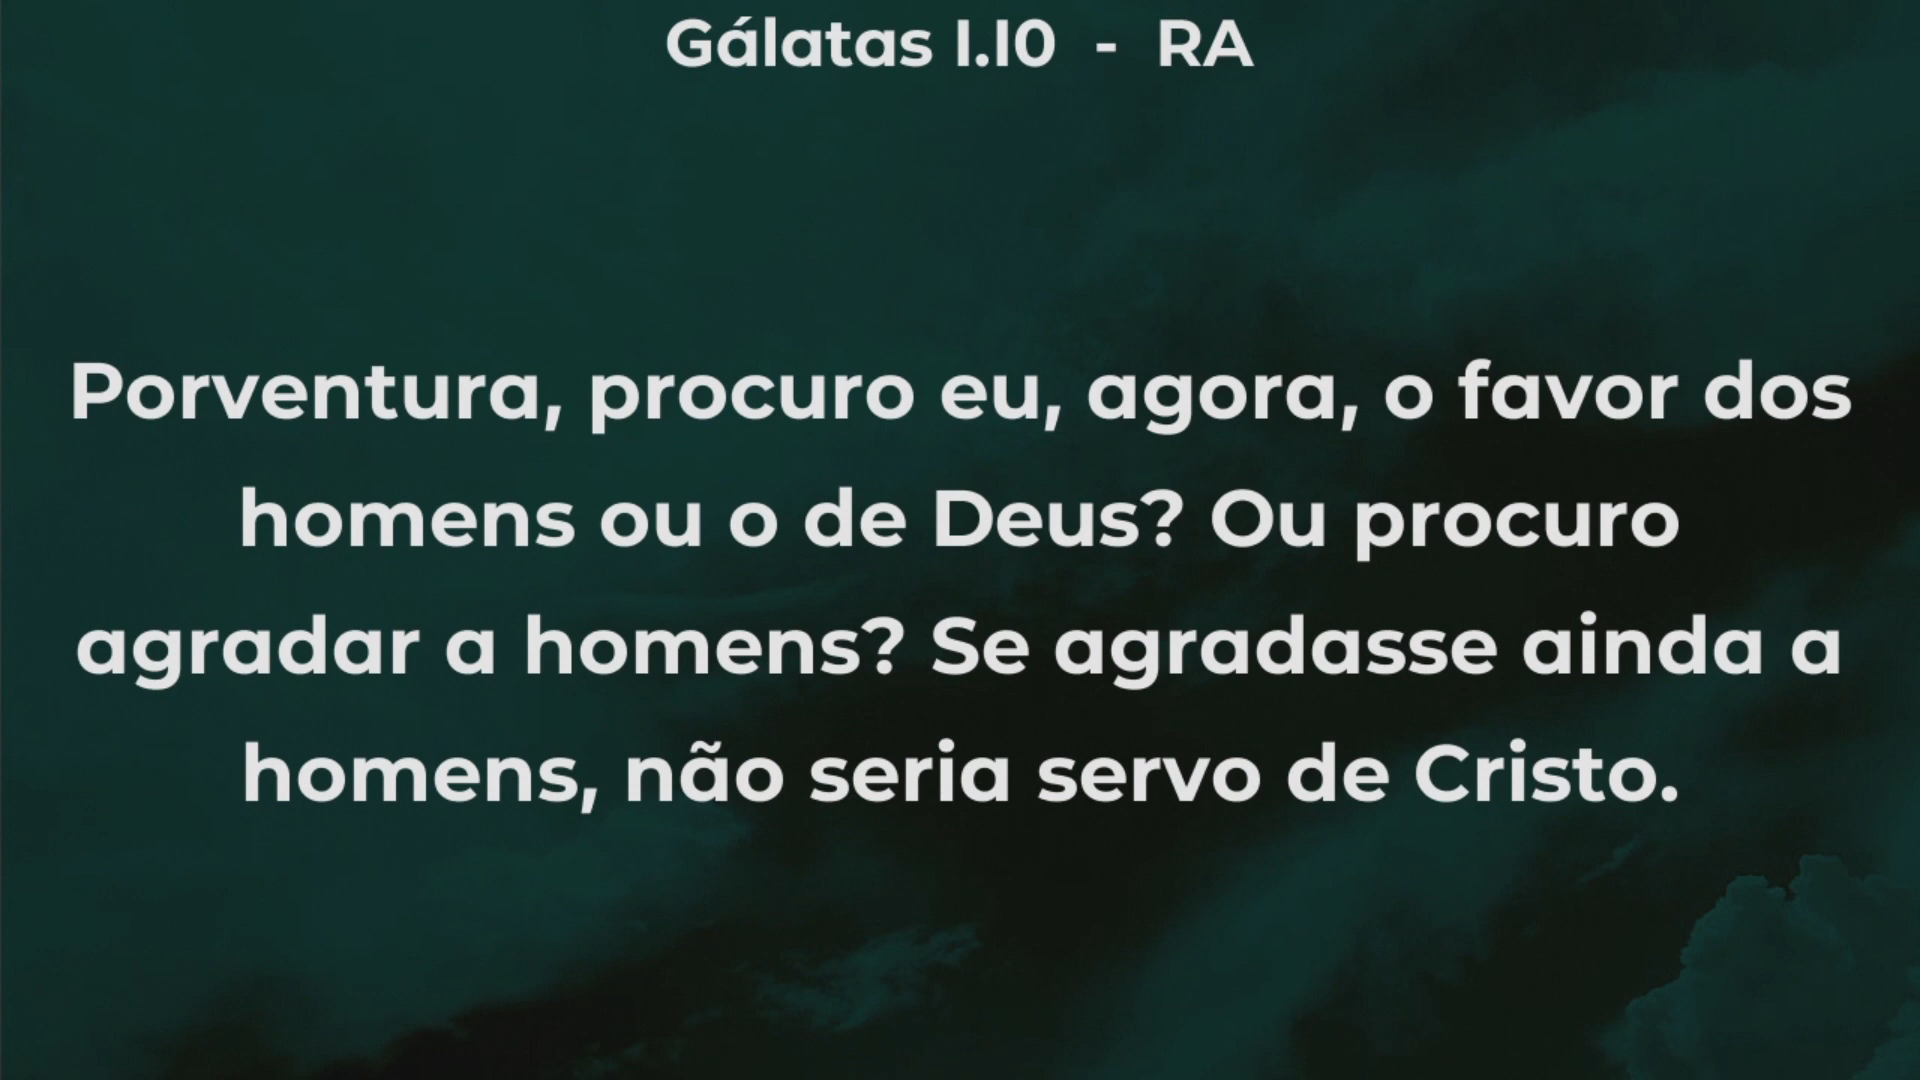 Gálatas 1.10 - RA
Porventura, procuro eu, agora, o favor dos
homens ou o de Deus? Ou procuro
agradar a homens? Se agradasse ainda a
homens, não seria servo de Cristo.